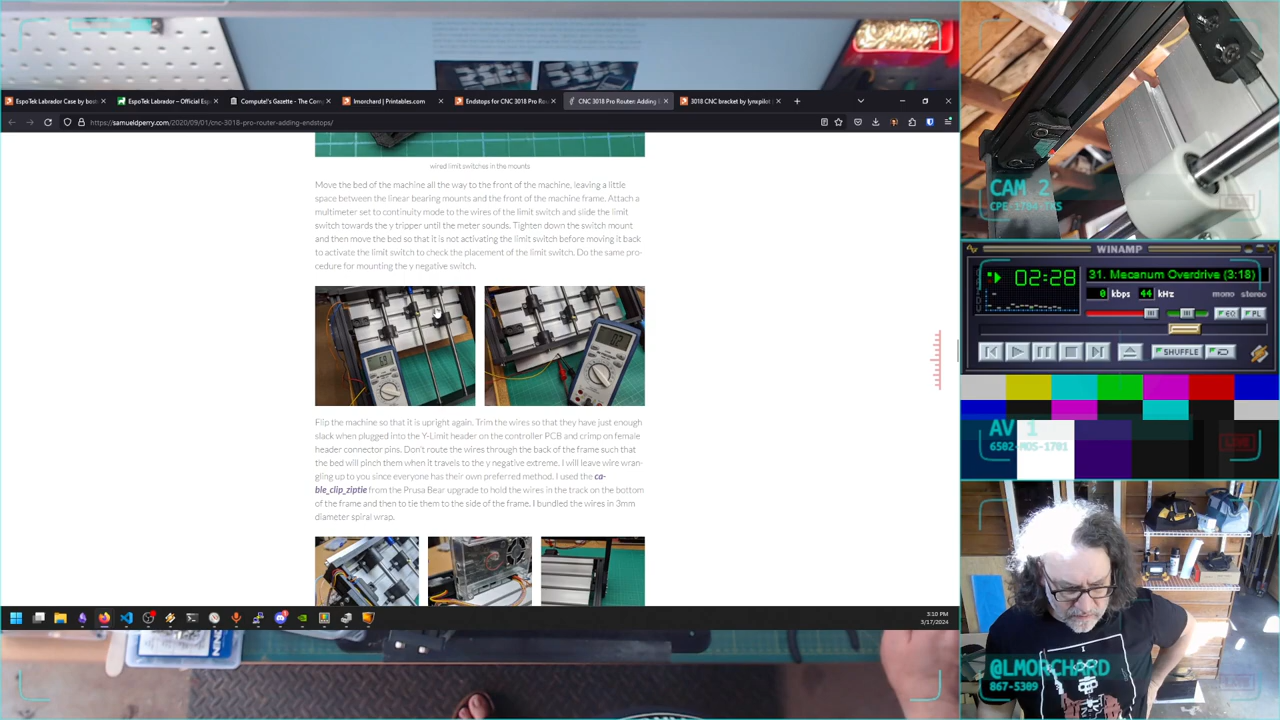 EspoTek Labrador Case by bost
EspoTek Labrador – Official Esp
Compute!'s Gazette - The Com
lmorchard | Printables.com
Endstops for CNC 3018 Pro Rou
CNC 3018 Pro Router: Adding E
3018 CNC bracket by lymxpilot
https://samueldperry.com/2020/09/01/cnc-3018-pro-router-adding-endstops/
wired limit switches in the mounts
Move the bed of the machine all the way to the front of the machine, leaving a little
space between the linear bearing mounts and the front of the machine frame. Attach a
multimeter set to continuity mode to the wires of the limit switch and slide the limit
switch towards the y tripper until the meter sounds. Tighten down the switch mount
and then move the bed so that it is not activating the limit switch before moving it back
to activate the limit switch to check the placement of the limit switch. Do the same pro-
cedure for mounting the y negative switch.
Flip the machine so that it is upright again. Trim the wires so that they have just enough
slack when plugged into the Y-Limit header on the controller PCB and crimp on female
header connector pins. Don't route the wires through the back of the frame such that
the bed will pinch them when it travels to the y negative extreme. I will leave wire wran-
gling up to you since everyone has their own preferred method. I used the ca-
ble_clip_ziptie from the Prusa Bear upgrade to hold the wires in the track on the bottom
of the frame and then to tie them to the side of the frame. I bundled the wires in 3mm
diameter spiral wrap.
3:10 PM
3/17/2024
CAM 2
CPE-1704-TKS
LIVE
WINAMP
02:28
31. Mecanum Overdrive (3:18)
0 kbps 44 kHz mono stereo
EQ PL
SHUFFLE
AV 1
6502-MOS-1701
LIVE
@LMORCHARD
867-5309